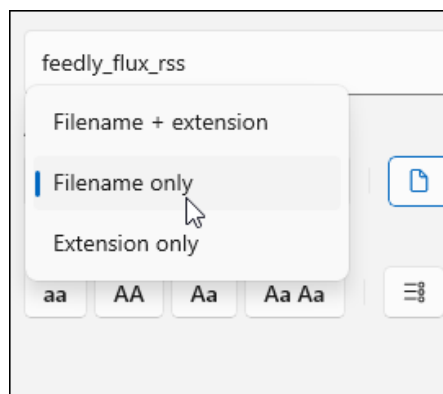 feedly_flux_rss
Filename + extension
Filename only
Extension only
aa AA Aa Aa Aa